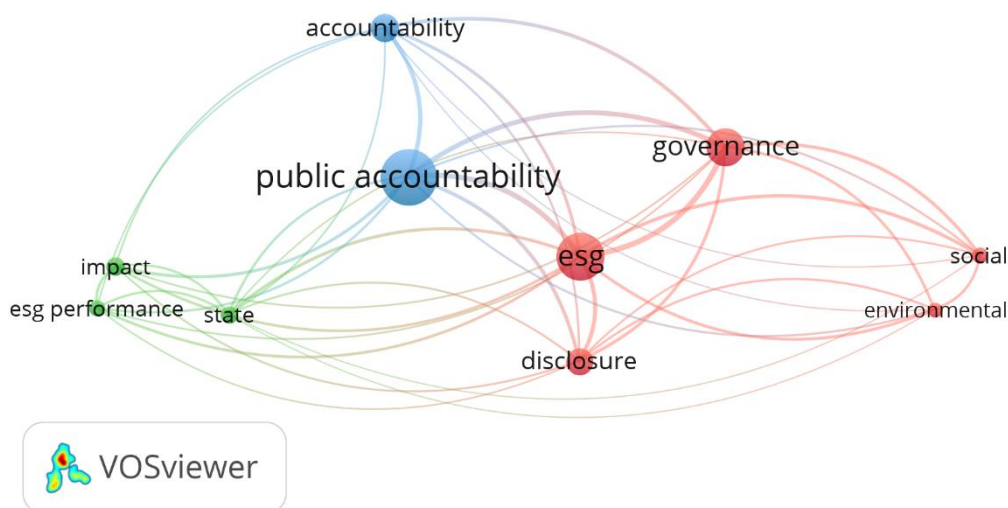 accountability
governance
public accountability
esg
social
impact
esg performance
state
environmental
disclosure
VOSviewer